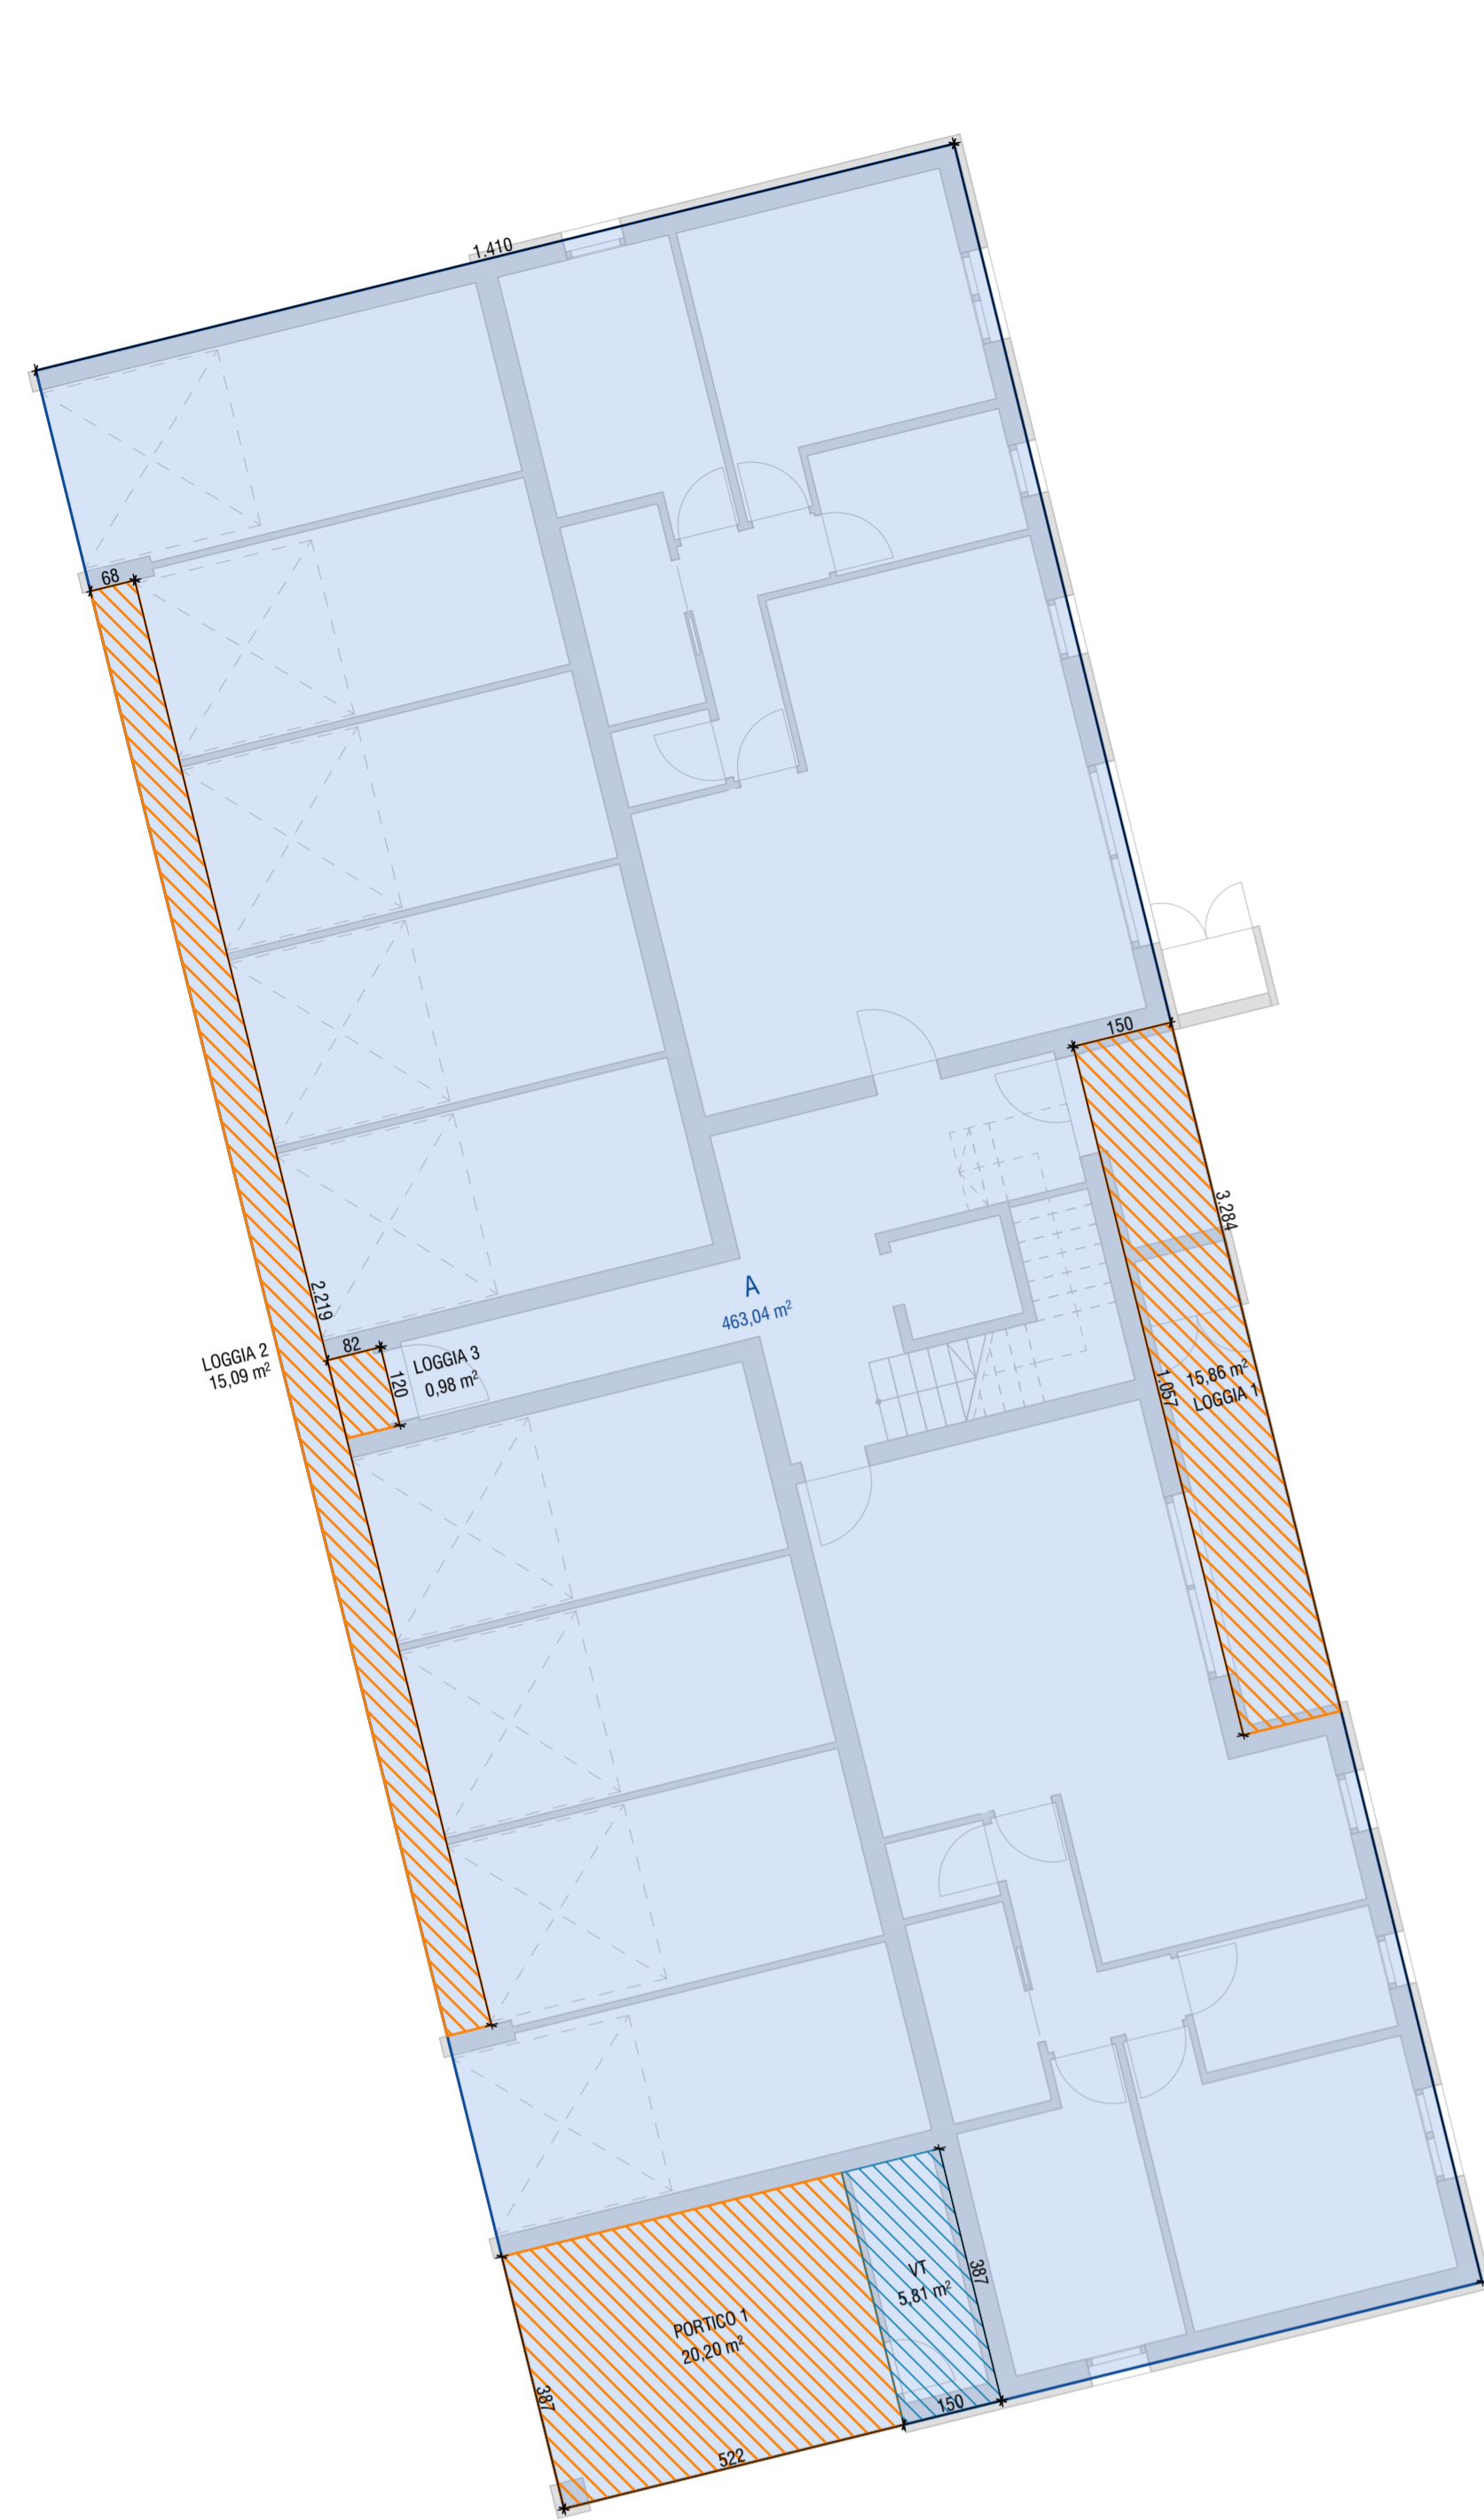 1.410
68
150
3.284
A
463,04 m²
2.219
82
120
LOGGIA 3
0,98 m²
LOGGIA 2
15,09 m²
1.057
15,86 m²
LOGGIA 1
VT
5,81 m²
387
PORTICO 1
20,20 m²
387
150
522